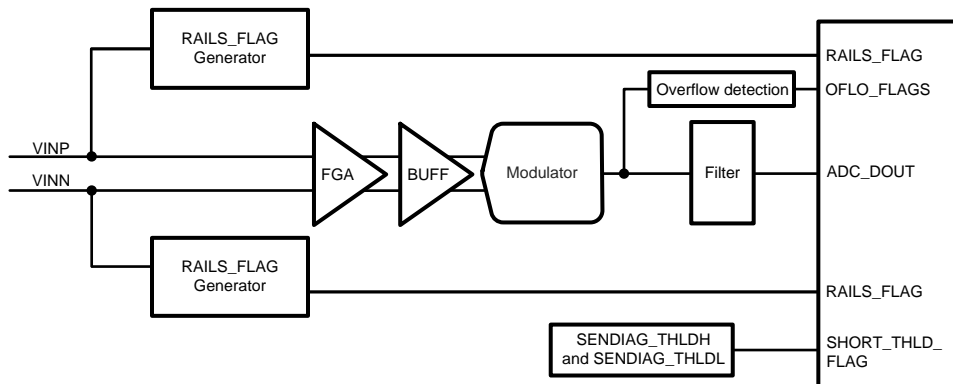 RAILS_FLAG
Generator
RAILS_FLAG
Overflow detection
OFLO_FLAGS
VINP
FGA
BUFF
Modulator
Filter
ADC_DOUT
VINN
RAILS_FLAG
Generator
RAILS_FLAG
SENDIAG_THLDH
and SENDIAG_THLDL
SHORT_THLD_
FLAG